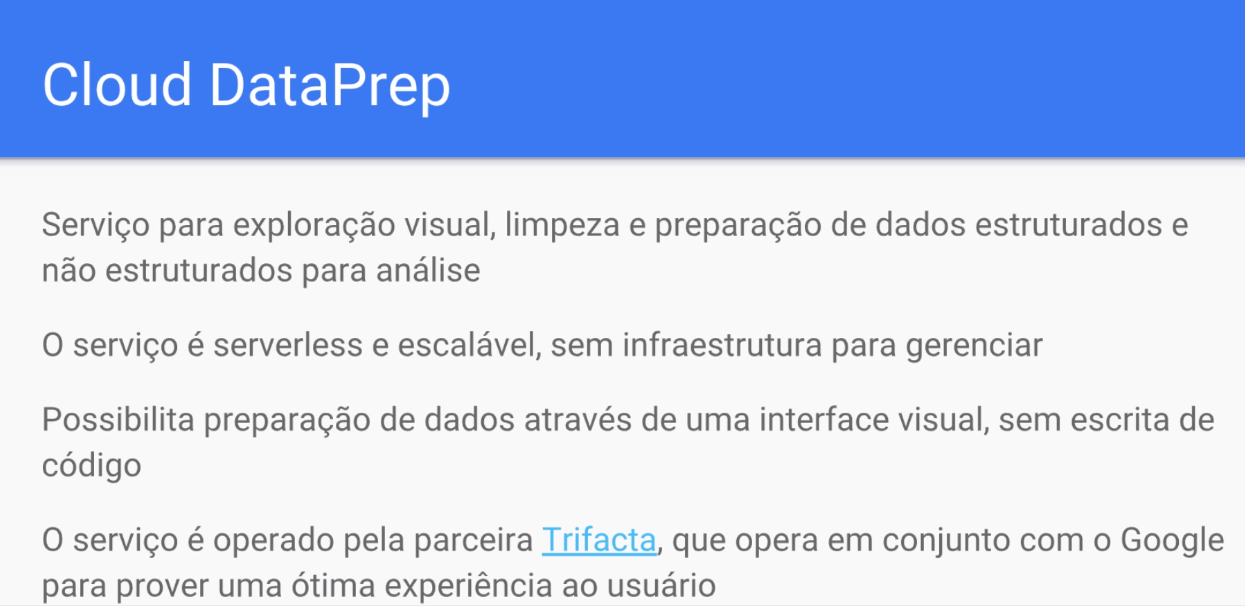 Cloud DataPrep
Serviço para exploração visual, limpeza e preparação de dados estruturados e
não estruturados para análise
O serviço é serverless e escalável, sem infraestrutura para gerenciar
Possibilita preparação de dados através de uma interface visual, sem escrita de
código
O serviço é operado pela parceira Trifacta, que opera em conjunto com o Google
para prover uma ótima experiência ao usuário